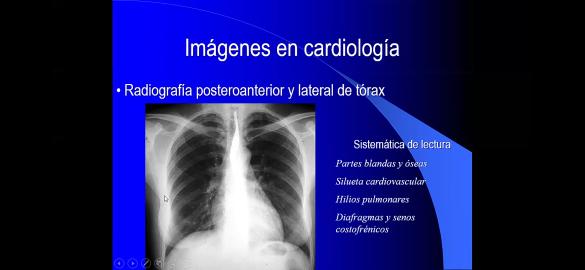 Imágenes en cardiología
• Radiografía posteroanterior y lateral de tórax
Sistemática de lectura
Partes blandas y óseas
Silueta cardiovascular
Hilios pulmonares
Diafragmas y senos
costofrénicos